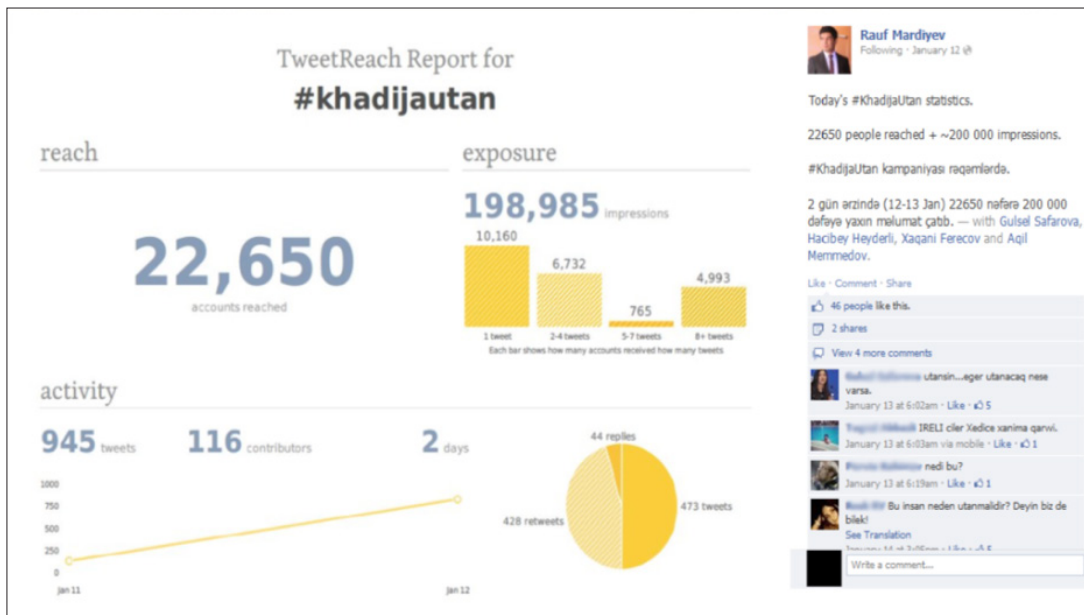 TweetReach Report for
#khadijautan
reach
22,650
accounts reached
exposure
198,985 impressions
10,160
6,732
765
4,993
1 tweet
2-4 tweets
5-7 tweets
8+ tweets
Each bar shows how many accounts received how many tweets
activity
945 tweets
116 contributors
2 days
1000
750
500
250
0
Jan 11
Jan 12
44 replies
428 retweets
473 tweets
Rauf Mardiyev
Following · January 12
Today's #KhadijaUtan statistics.
22650 people reached + ~200 000 impressions.
#KhadijaUtan kampaniyası rəqəmlərdə.
2 gün ərzində (12-13 Jan) 22650 nəfərə 200 000
dəfəyə yaxın məlumat çatıb. — with Gulsel Safarova,
Hacibey Heyderli, Xaqani Ferecov and Aqil
Memmedov.
Like · Comment · Share
46 people like this.
2 shares
View 4 more comments
utansin...eger utanacaq nese
varsa.
January 13 at 6:02am · Like · 5
IRELI ciler Xedice xanima qarwi.
January 13 at 6:03am via mobile · Like · 1
nedi bu?
January 13 at 6:19am · Like · 1
Bu insan neden utanmalidir? Deyin biz de
bilek!
See Translation
Write a comment...